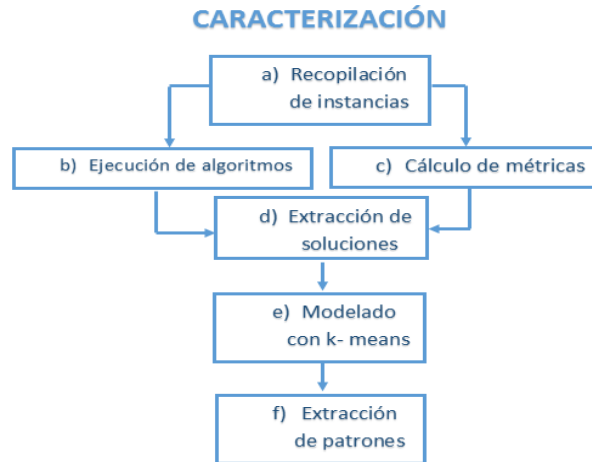 CARACTERIZACIÓN
a) Recopilación
de instancias
b) Ejecución de algoritmos
c) Cálculo de métricas
d) Extracción de
soluciones
e) Modelado
con k- means
f) Extracción
de patrones